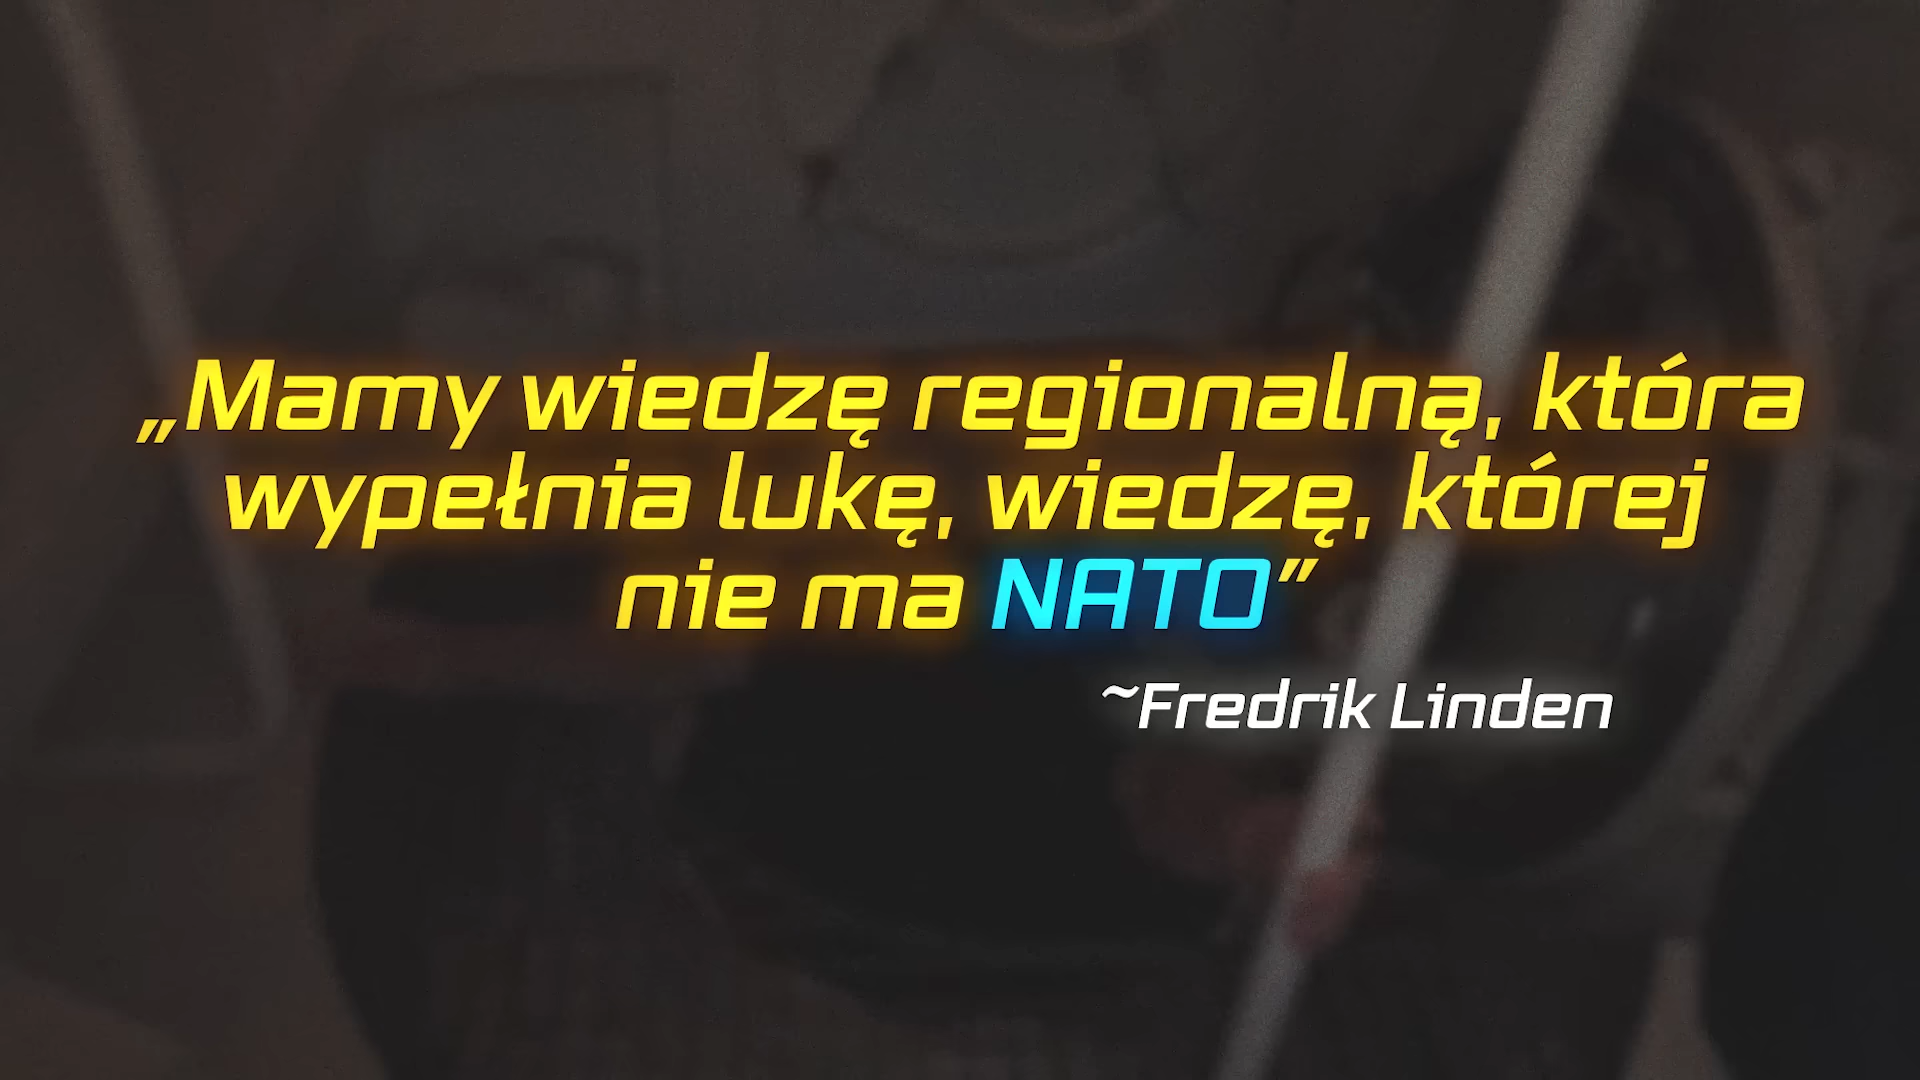 „Mamy wiedzę regionalną, która
wypełnia lukę, wiedzę, której
nie ma NATO”
~Fredrik Linden